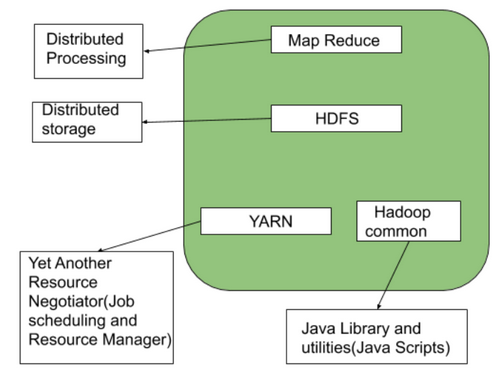 Distributed
Processing
Map Reduce
Distributed
storage
HDFS
YARN
Hadoop
common
Yet Another
Resource
Negotiator(Job
scheduling and
Resource Manager)
Java Library and
utilities(Java Scripts)